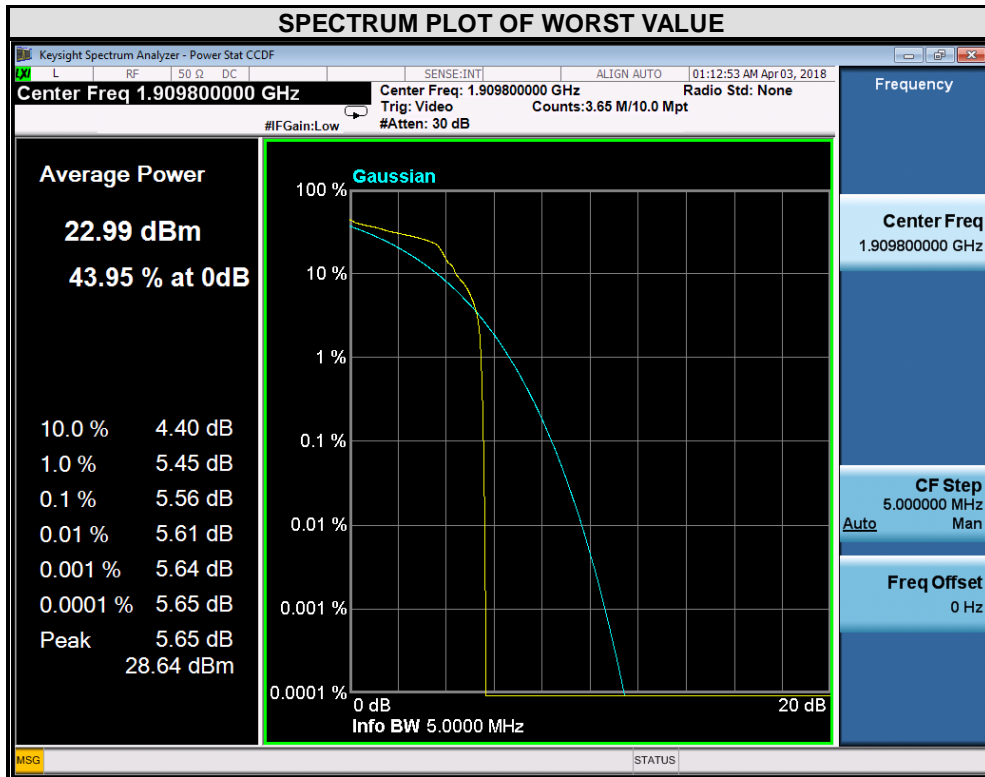 SPECTRUM PLOT OF WORST VALUE
Keysight Spectrum Analyzer - Power Stat CCDF
LXI L RF 50 Ω DC SENSE:INT ALIGN AUTO 01:12:53 AM Apr 03, 2018
Center Freq 1.909800000 GHz
Center Freq: 1.909800000 GHz Radio Std: None
Trig: Video Counts:3.65 M/10.0 Mpt
#IFGain:Low #Atten: 30 dB
Frequency
Average Power
22.99 dBm
43.95 % at 0dB
10.0 % 4.40 dB
1.0 % 5.45 dB
0.1 % 5.56 dB
0.01 % 5.61 dB
0.001 % 5.64 dB
0.0001 % 5.65 dB
Peak 5.65 dB
28.64 dBm
Gaussian
100 %
10 %
1 %
0.1 %
0.01 %
0.001 %
0.0001 %
0 dB 20 dB
Info BW 5.0000 MHz
Center Freq
1.909800000 GHz
CF Step
5.000000 MHz
Auto Man
Freq Offset
0 Hz
MSG STATUS